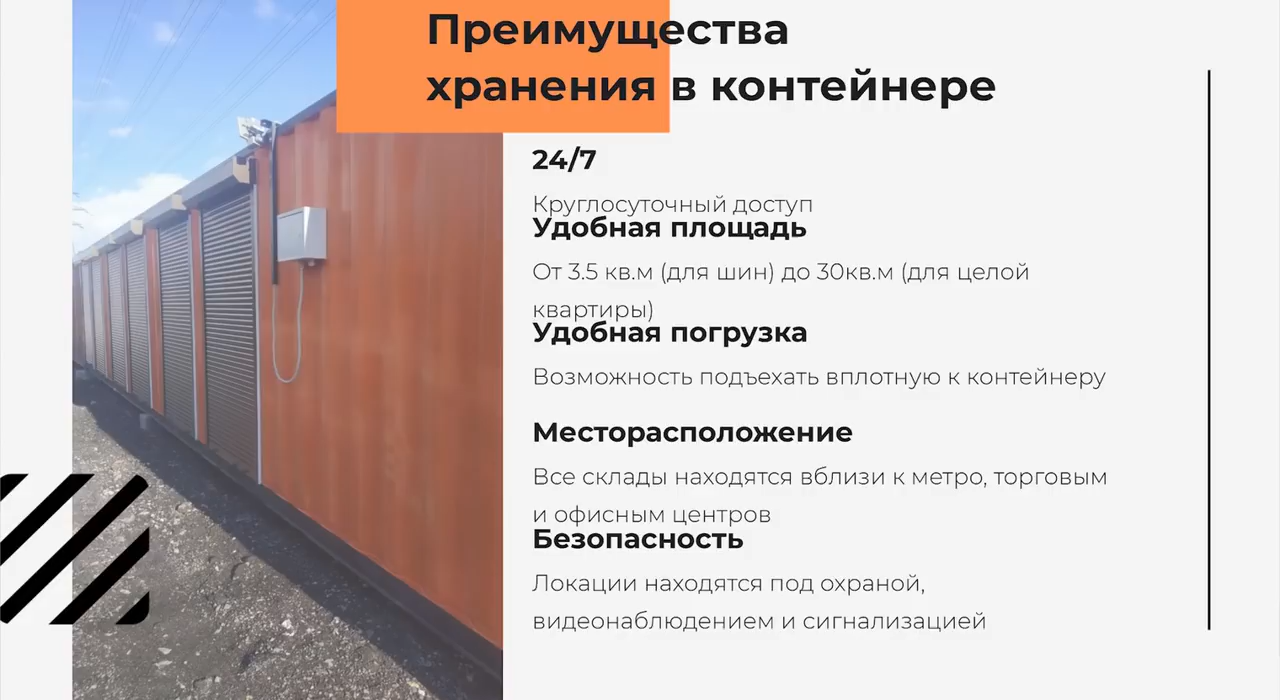 Преимущества
хранения в контейнере
24/7
Круглосуточный доступ
Удобная площадь
От 3.5 кв.м (для шин) до 30кв.м (для целой
квартиры)
Удобная погрузка
Возможность подъехать вплотную к контейнеру
Месторасположение
Все склады находятся вблизи к метро, торговым
и офисным центров
Безопасность
Локации находятся под охраной,
видеонаблюдением и сигнализацией